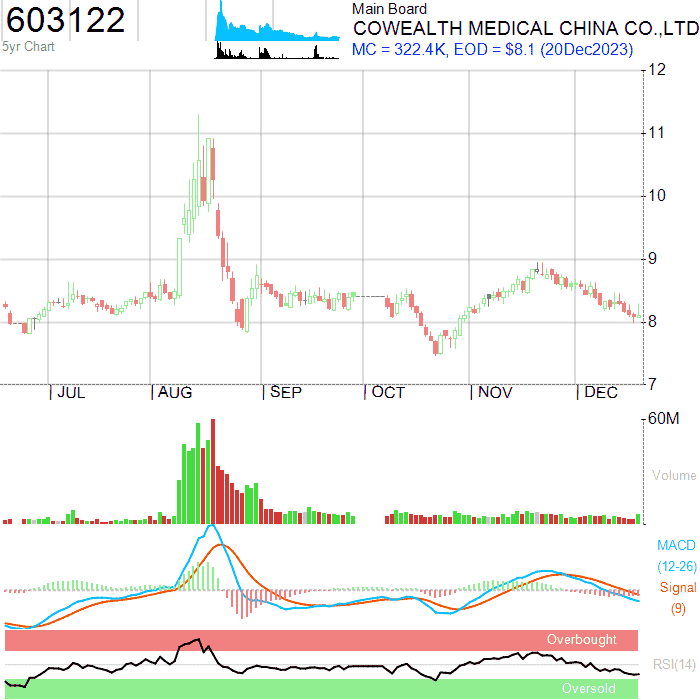 603122
5yr Chart
Main Board
COWEALTH MEDICAL CHINA CO.,LTD
MC = 322.4K, EOD = $8.1 (20Dec2023)
12
11
10
9
8
7
JUL
AUG
SEP
OCT
NOV
DEC
60M
Volume
MACD
(12-26)
Signal
(9)
Overbought
RSI(14)
Oversold